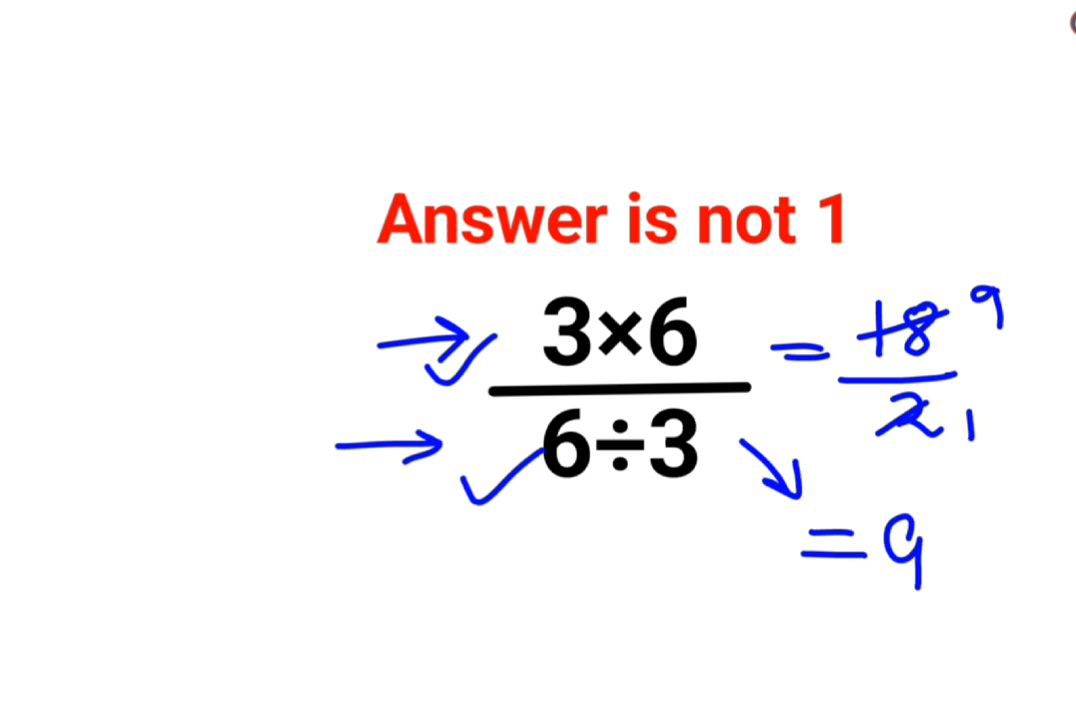 Answer is not 1
3×6 = 18 9
6÷3 2 1
= 9